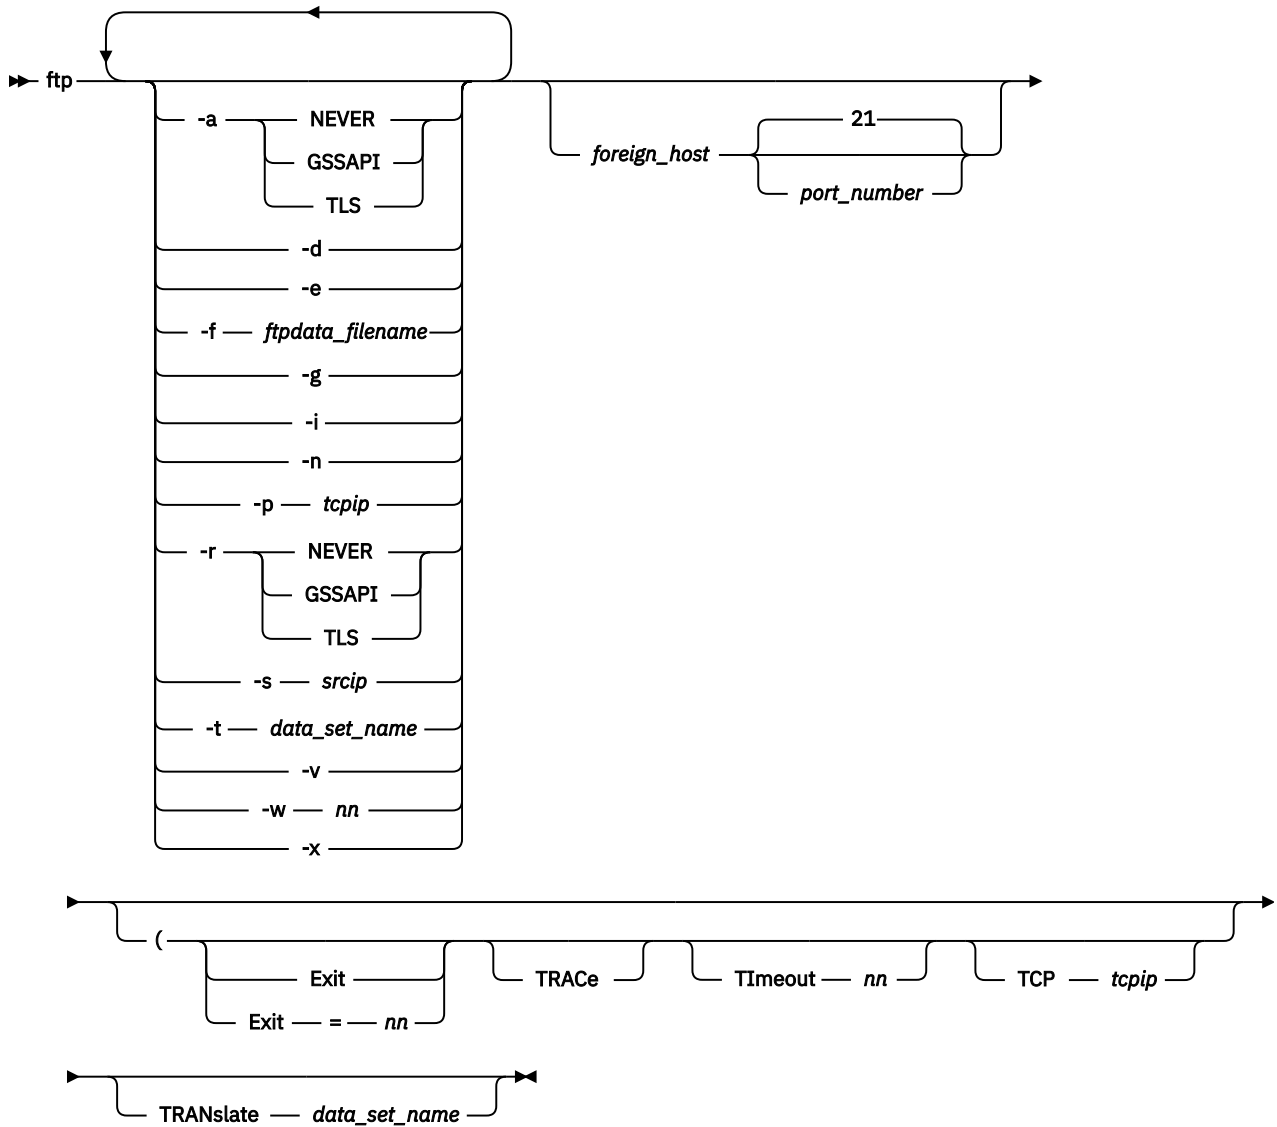 ftp
-a NEVER
GSSAPI
TLS
-d
-e
-f ftpdata_filename
-g
-i
-n
-p tcpip
-r NEVER
GSSAPI
TLS
-s srcip
-t data_set_name
-v
-w nn
-x
21
foreign_host
port_number
(
Exit
Exit = nn
TRACe
TImeout nn
TCP tcpip
TRANslate data_set_name